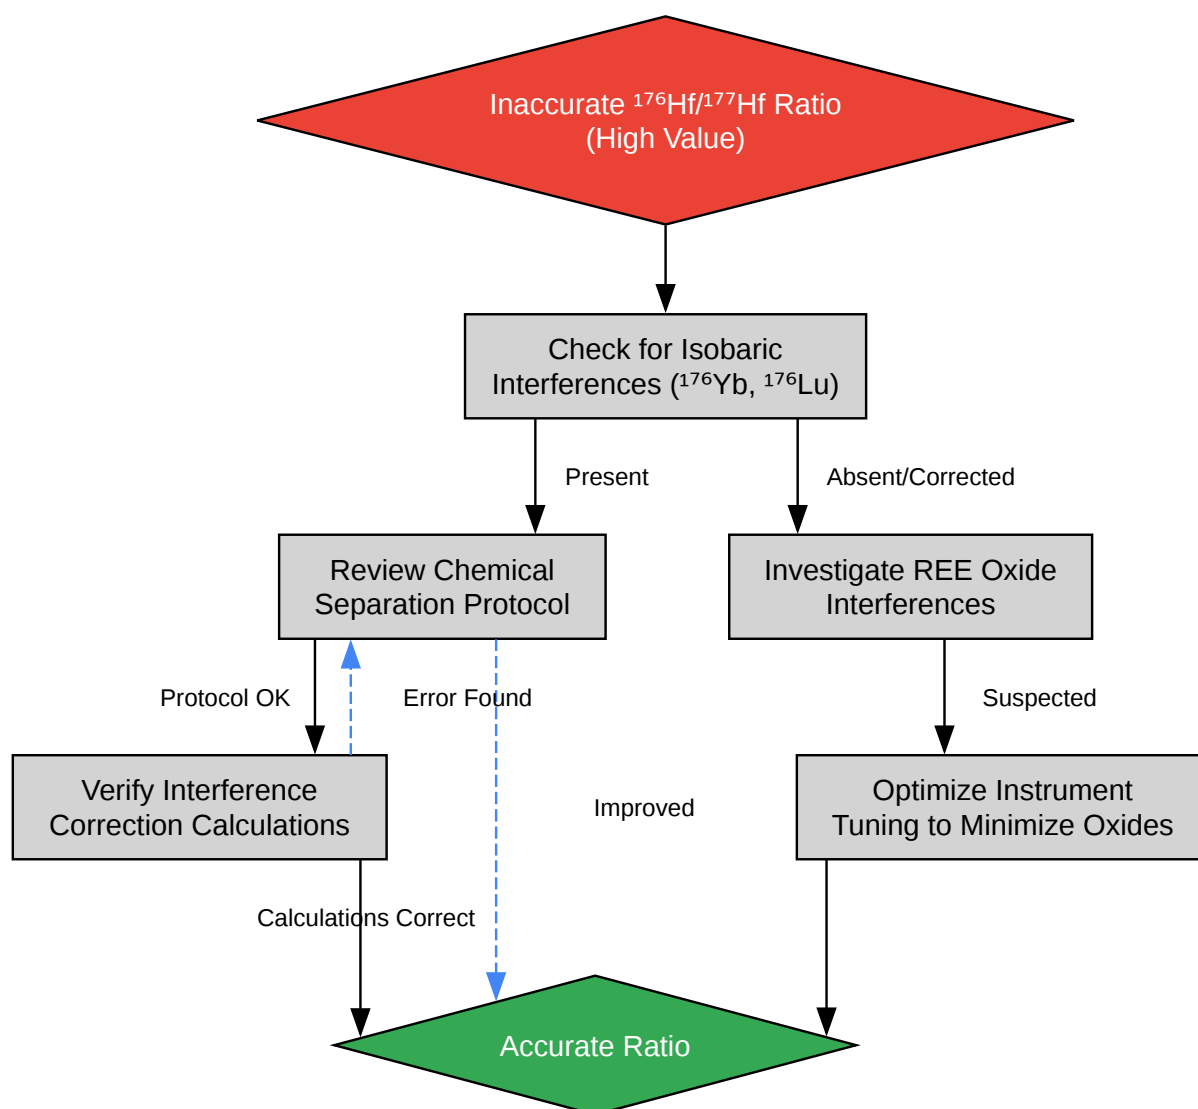 Inaccurate ¹⁷⁶Hf/¹⁷⁷Hf Ratio
(High Value)
Check for Isobaric
Interferences (¹⁷⁶Yb, ¹⁷⁶Lu)
Present
Absent/Corrected
Review Chemical
Separation Protocol
Investigate REE Oxide
Interferences
Protocol OK
Error Found
Suspected
Verify Interference
Correction Calculations
Improved
Optimize Instrument
Tuning to Minimize Oxides
Calculations Correct
Accurate Ratio